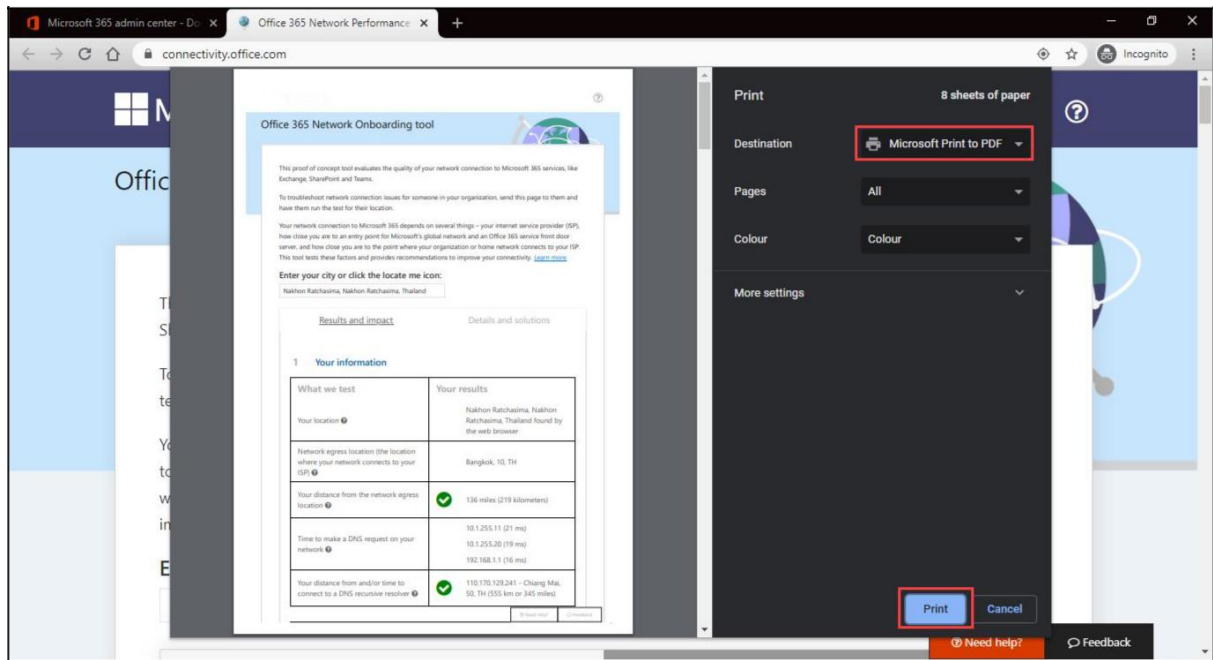 Microsoft 365 admin center - Do
Office 365 Network Performance
connectivity.office.com
Incognito
M
Offic
Th
Sh
To
te
Yo
to
w
im
E
Office 365 Network Onboarding tool
This proof of concept tool evaluates the quality of your network connection to Microsoft 365 services, like
Exchange, SharePoint and Teams.
To troubleshoot network connection issues for someone in your organization, send this page to them and
have them run the test for their location.
Your network connection to Microsoft 365 depends on several things – your internet service provider (ISP),
how close you are to an entry point for Microsoft's global network and an Office 365 service front door
server, and how close you are to the point where your organization or home network connects to your ISP.
This tool tests these factors and provides recommendations to improve your connectivity. Learn more
Enter your city or click the locate me icon:
Nakhon Ratchasima, Nakhon Ratchasima, Thailand
Results and impact Details and solutions
1 Your information
What we test Your results
Your location
Nakhon Ratchasima, Nakhon
Ratchasima, Thailand found by
the web browser
Network egress location (the location
where your network connects to your
ISP)
Bangkok, 10, TH
Your distance from the network egress
location
136 miles (219 kilometers)
Time to make a DNS request on your
network
10.1.255.11 (21 ms)
10.1.255.20 (19 ms)
192.168.1.1 (16 ms)
Your distance from and/or time to
connect to a DNS recursive resolver
110.170.129.241 – Chiang Mai,
50, TH (555 km or 345 miles)
Need help? Feedback
Print 8 sheets of paper
Destination Microsoft Print to PDF
Pages All
Colour Colour
More settings
Print Cancel
Need help? Feedback